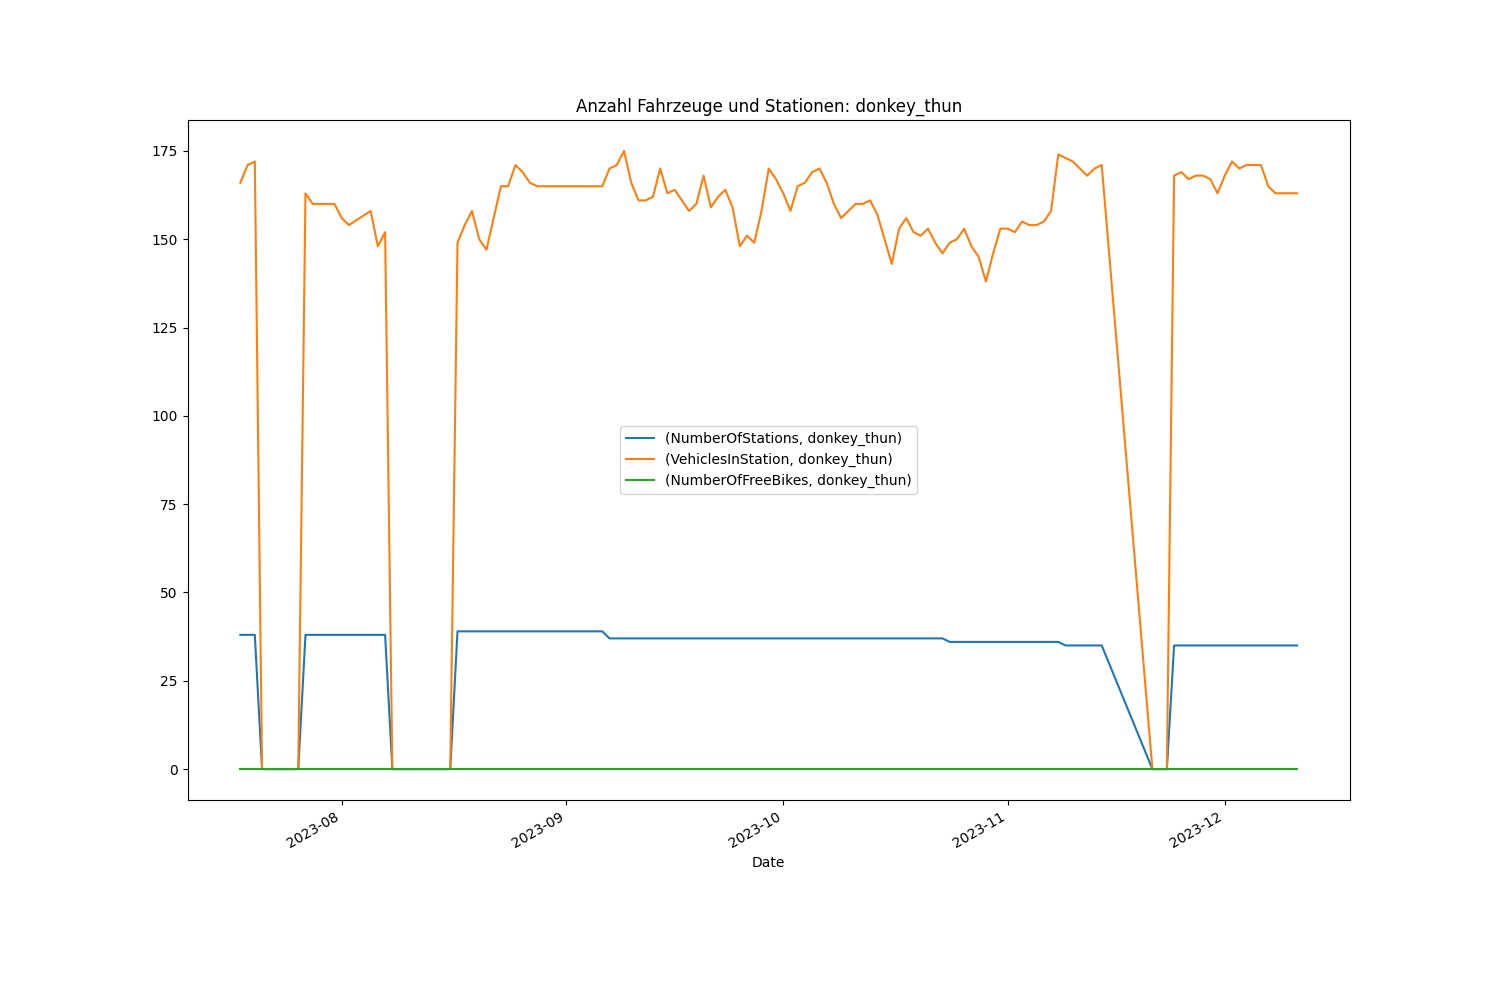 Anzahl Fahrzeuge und Stationen: donkey_thun
175
150
125
100
75
50
25
0
(NumberOfStations, donkey_thun)
(VehiclesInStation, donkey_thun)
(NumberOfFreeBikes, donkey_thun)
2023-08
2023-09
2023-10
2023-11
2023-12
Date